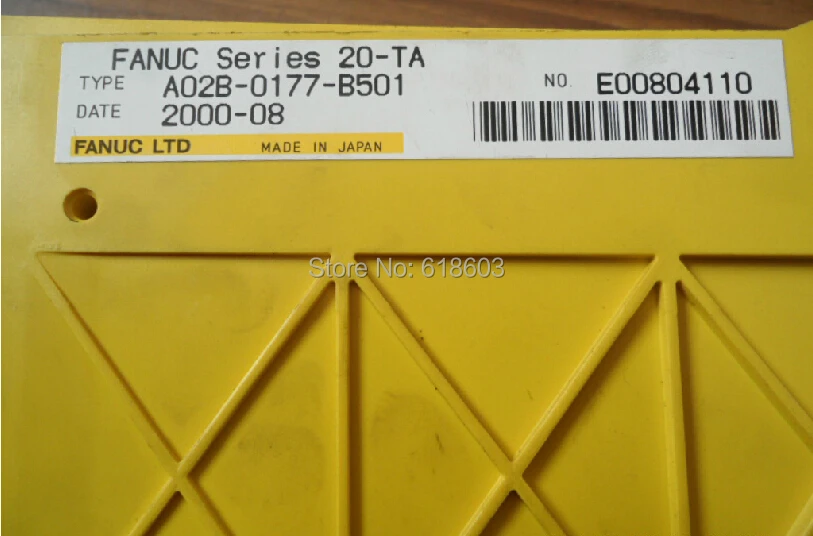 FANUC Series 20-TA
TYPE A02B-0177-B501 NO. E00804110
DATE 2000-08
FANUC LTD MADE IN JAPAN
Store No: 618603